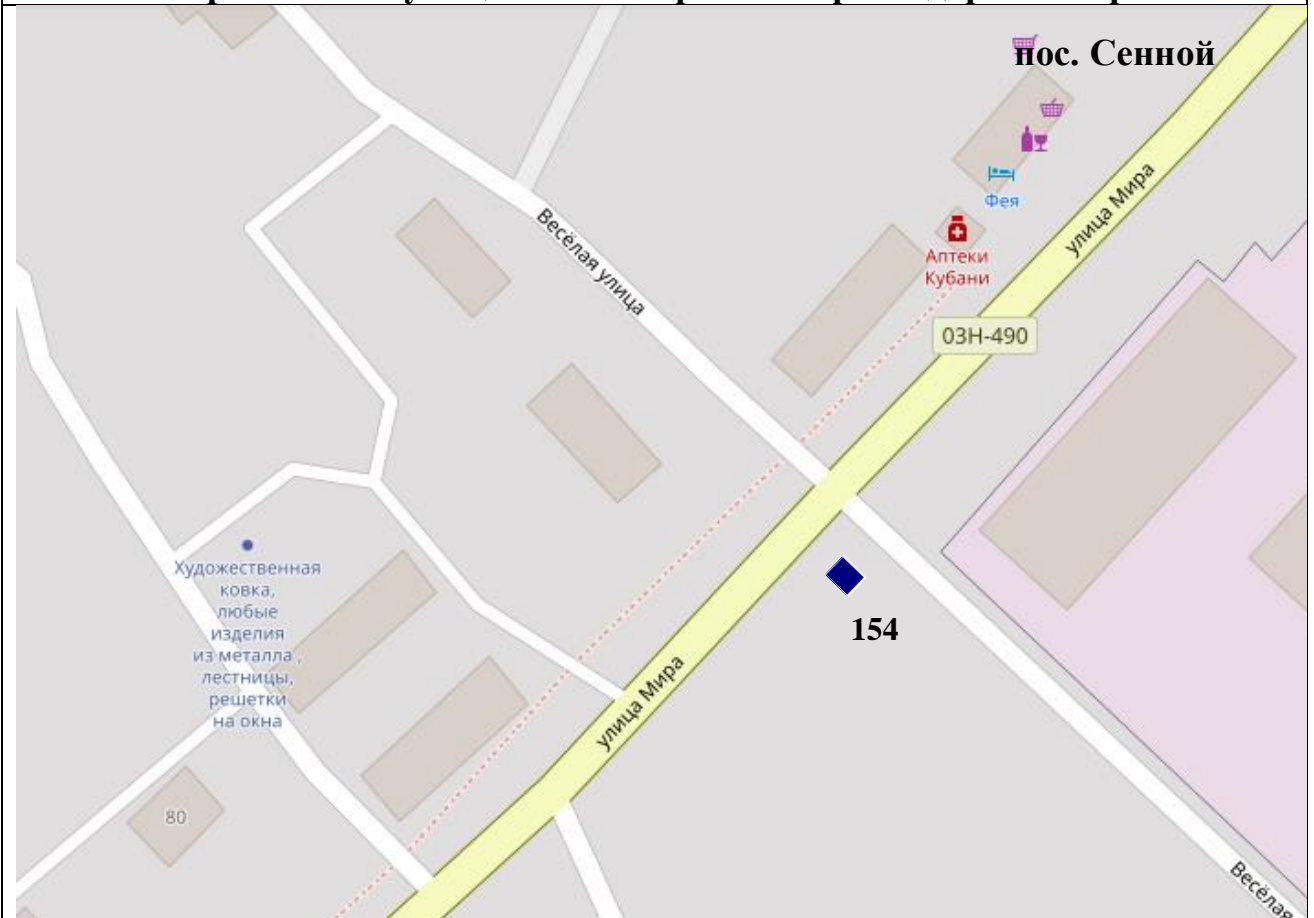 пос. Сенной
Фея
Аптеки
Кубани
улица Мира
Весёлая улица
03Н-490
Художественная
ковка,
любые
изделия
из металла ,
лестницы,
решетки
на окна
154
улица Мира
80
Весёлая